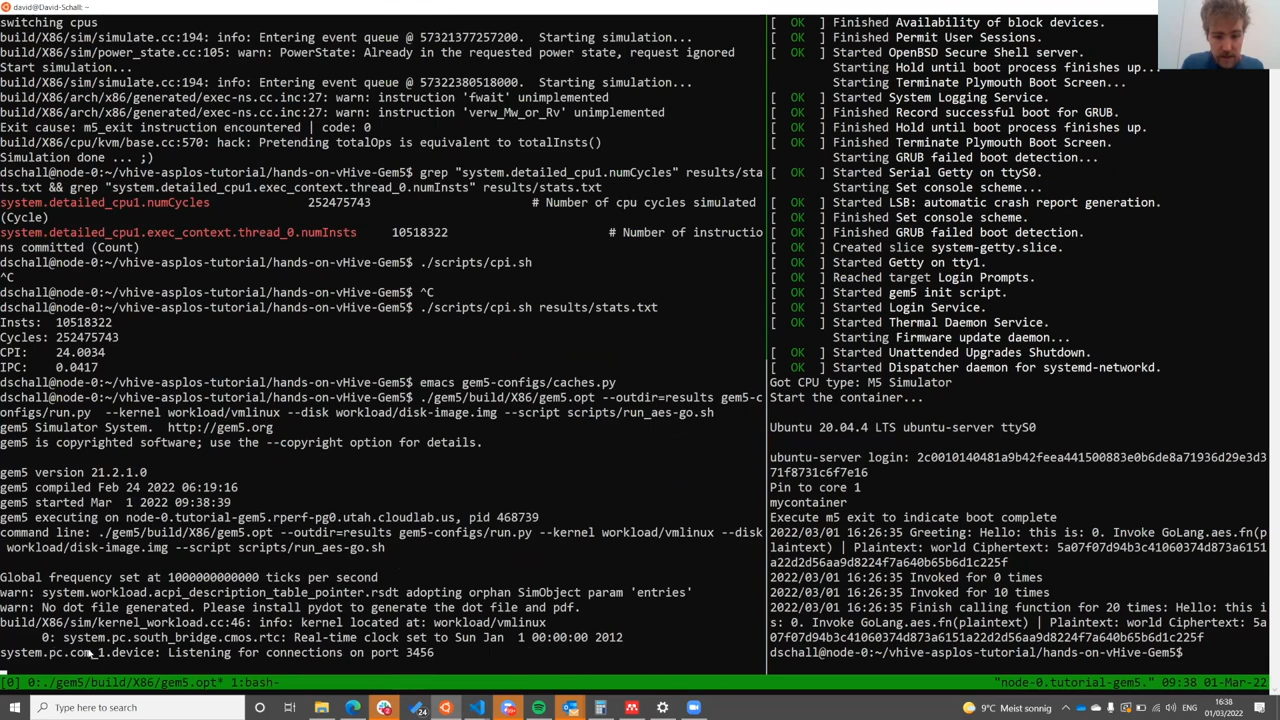 david@David-Schall: ~
switching cpus
build/X86/sim/simulate.cc:194: info: Entering event queue @ 57321377257200.  Starting simulation...
build/X86/sim/power_state.cc:105: warn: PowerState: Already in the requested power state, request ignored
Start simulation...
build/X86/sim/simulate.cc:194: info: Entering event queue @ 57322380518000.  Starting simulation...
build/X86/arch/x86/generated/exec-ns.cc.inc:27: warn: instruction 'fwait' unimplemented
build/X86/arch/x86/generated/exec-ns.cc.inc:27: warn: instruction 'verw_Mw_or_Rv' unimplemented
Exit cause: m5_exit instruction encountered | code: 0
build/X86/cpu/kvm/base.cc:570: hack: Pretending totalOps is equivalent to totalInsts()
Simulation done ... ;)
dschall@node-0:~/vhive-asplos-tutorial/hands-on-vHive-Gem5$ grep "system.detailed_cpu1.numCycles" results/sta
ts.txt && grep "system.detailed_cpu1.exec_context.thread_0.numInsts" results/stats.txt
system.detailed_cpu1.numCycles 252475743 # Number of cpu cycles simulated
(Cycle)
system.detailed_cpu1.exec_context.thread_0.numInsts 10518322 # Number of instructio
ns committed (Count)
dschall@node-0:~/vhive-asplos-tutorial/hands-on-vHive-Gem5$ ./scripts/cpi.sh
^C
dschall@node-0:~/vhive-asplos-tutorial/hands-on-vHive-Gem5$ ^C
dschall@node-0:~/vhive-asplos-tutorial/hands-on-vHive-Gem5$ ./scripts/cpi.sh results/stats.txt
Insts: 10518322
Cycles: 252475743
CPI: 24.0034
IPC: 0.0417
dschall@node-0:~/vhive-asplos-tutorial/hands-on-vHive-Gem5$ emacs gem5-configs/caches.py
dschall@node-0:~/vhive-asplos-tutorial/hands-on-vHive-Gem5$ ./gem5/build/X86/gem5.opt --outdir=results gem5-c
onfigs/run.py  --kernel workload/vmlinux --disk workload/disk-image.img --script scripts/run_aes-go.sh
gem5 Simulator System.  http://gem5.org
gem5 is copyrighted software; use the --copyright option for details.
gem5 version 21.2.1.0
gem5 compiled Feb 24 2022 06:19:16
gem5 started Mar  1 2022 09:38:39
gem5 executing on node-0.tutorial-gem5.rperf-pg0.utah.cloudlab.us, pid 468739
command line: ./gem5/build/X86/gem5.opt --outdir=results gem5-configs/run.py --kernel workload/vmlinux --disk
workload/disk-image.img --script scripts/run_aes-go.sh
Global frequency set at 1000000000000 ticks per second
warn: system.workload.acpi_description_table_pointer.rsdt adopting orphan SimObject param 'entries'
warn: No dot file generated. Please install pydot to generate the dot file and pdf.
build/X86/sim/kernel_workload.cc:46: info: kernel located at: workload/vmlinux
0: system.pc.south_bridge.cmos.rtc: Real-time clock set to Sun Jan  1 00:00:00 2012
system.pc.com_1.device: Listening for connections on port 3456
[  OK  ] Finished Availability of block devices.
[  OK  ] Finished Permit User Sessions.
[  OK  ] Started OpenBSD Secure Shell server.
Starting Hold until boot process finishes up...
Starting Terminate Plymouth Boot Screen...
[  OK  ] Started System Logging Service.
[  OK  ] Finished Record successful boot for GRUB.
[  OK  ] Finished Hold until boot process finishes up.
[  OK  ] Finished Terminate Plymouth Boot Screen.
Starting GRUB failed boot detection...
[  OK  ] Started Serial Getty on ttyS0.
Starting Set console scheme...
[  OK  ] Started LSB: automatic crash report generation.
[  OK  ] Finished Set console scheme.
[  OK  ] Finished GRUB failed boot detection.
[  OK  ] Created slice system-getty.slice.
[  OK  ] Started Getty on tty1.
[  OK  ] Reached target Login Prompts.
[  OK  ] Started gem5 init script.
[  OK  ] Started Login Service.
[  OK  ] Started Thermal Daemon Service.
Starting Firmware update daemon...
[  OK  ] Started Unattended Upgrades Shutdown.
[  OK  ] Started Dispatcher daemon for systemd-networkd.
Got CPU type: M5 Simulator
Start the container...
Ubuntu 20.04.4 LTS ubuntu-server ttyS0
ubuntu-server login: 2c0010140481a9b42feea441500883e0b6de8a71936d29e3d3
71f8731c6f7e16
Pin to core 1
mycontainer
Execute m5 exit to indicate boot complete
2022/03/01 16:26:35 Greeting: Hello: this is: 0. Invoke GoLang.aes.fn(p
laintext) | Plaintext: world Ciphertext: 5a07f07d94b3c41060374d873a6151
a22d2d46a58d9224f7a640b65b6d1c225f
2022/03/01 16:26:35 Invoked for 0 times
2022/03/01 16:26:35 Invoked for 10 times
2022/03/01 16:26:35 Finish calling function for 20 times: Hello: this i
s: 0. Invoke GoLang.aes.fn(plaintext) | Plaintext: world Ciphertext: 5a
07f07d94b3c41060374d873a6151a22d2d46a58d9224f7a640b65b6d1c225f
dschall@node-0:~/vhive-asplos-tutorial/hands-on-vHive-Gem5$
[0] 0:./gem5/build/X86/gem5.opt* 1:bash- "node-0.tutorial-gem5." 09:38 01-Mar-22
Type here to search
24
9°C Meist sonnig
16:38
01/03/2022